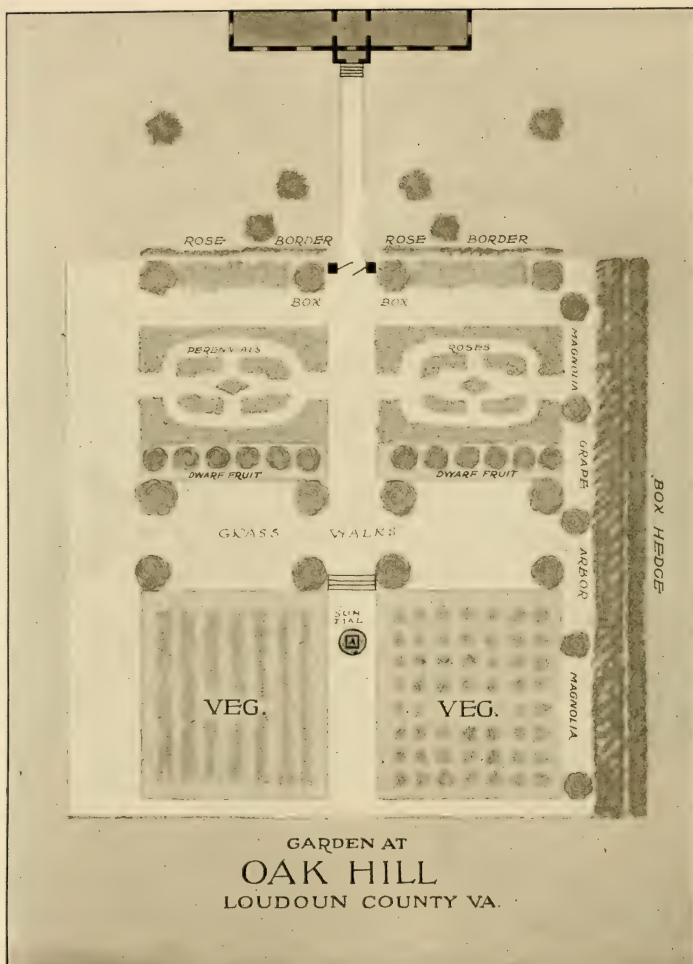 ROSE BORDER ROSE BORDER
BOX BOX
PERENNIALS ROSES
MAGNOLIA
DWARF FRUIT DWARF FRUIT
GRAPE
BOX HEDGE
GRASS WALKS
ARBOR
SUN
DIAL
MAGNOLIA
VEG. VEG.
GARDEN AT
OAK HILL
LOUDOUN COUNTY VA.